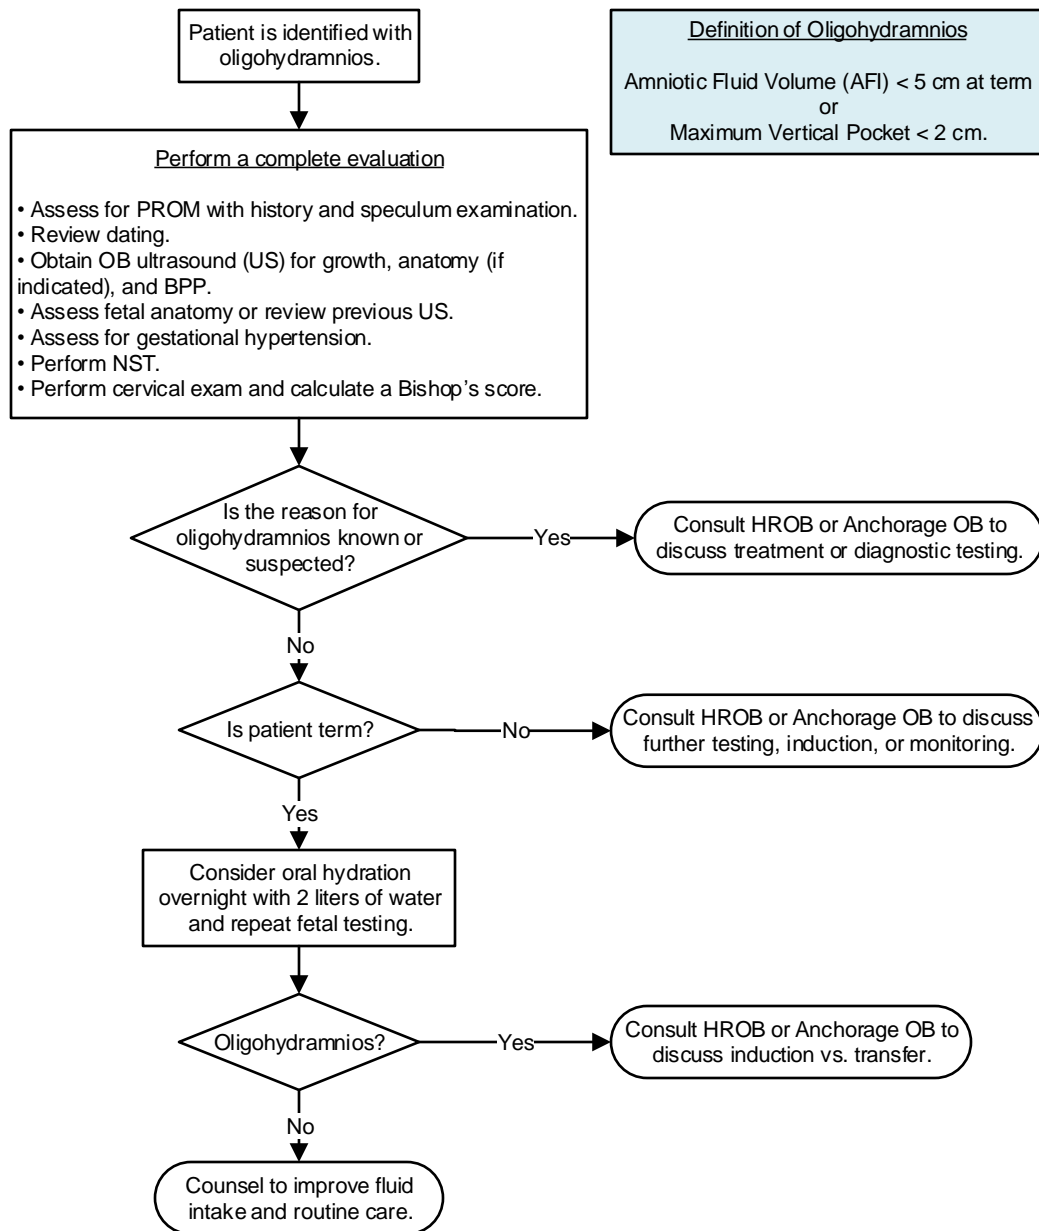 Patient is identified with
oligohydramnios.
Definition of Oligohydramnios
Amniotic Fluid Volume (AFI) < 5 cm at term
or
Maximum Vertical Pocket < 2 cm.
Perform a complete evaluation
• Assess for PROM with history and speculum examination.
• Review dating.
• Obtain OB ultrasound (US) for growth, anatomy (if
indicated), and BPP.
• Assess fetal anatomy or review previous US.
• Assess for gestational hypertension.
• Perform NST.
• Perform cervical exam and calculate a Bishop’s score.
Is the reason for
oligohydramnios known or
suspected?
Yes
Consult HROB or Anchorage OB to
discuss treatment or diagnostic testing.
No
Is patient term?
No
Consult HROB or Anchorage OB to discuss
further testing, induction, or monitoring.
Yes
Consider oral hydration
overnight with 2 liters of water
and repeat fetal testing.
Oligohydramnios?
Yes
Consult HROB or Anchorage OB to
discuss induction vs. transfer.
No
Counsel to improve fluid
intake and routine care.